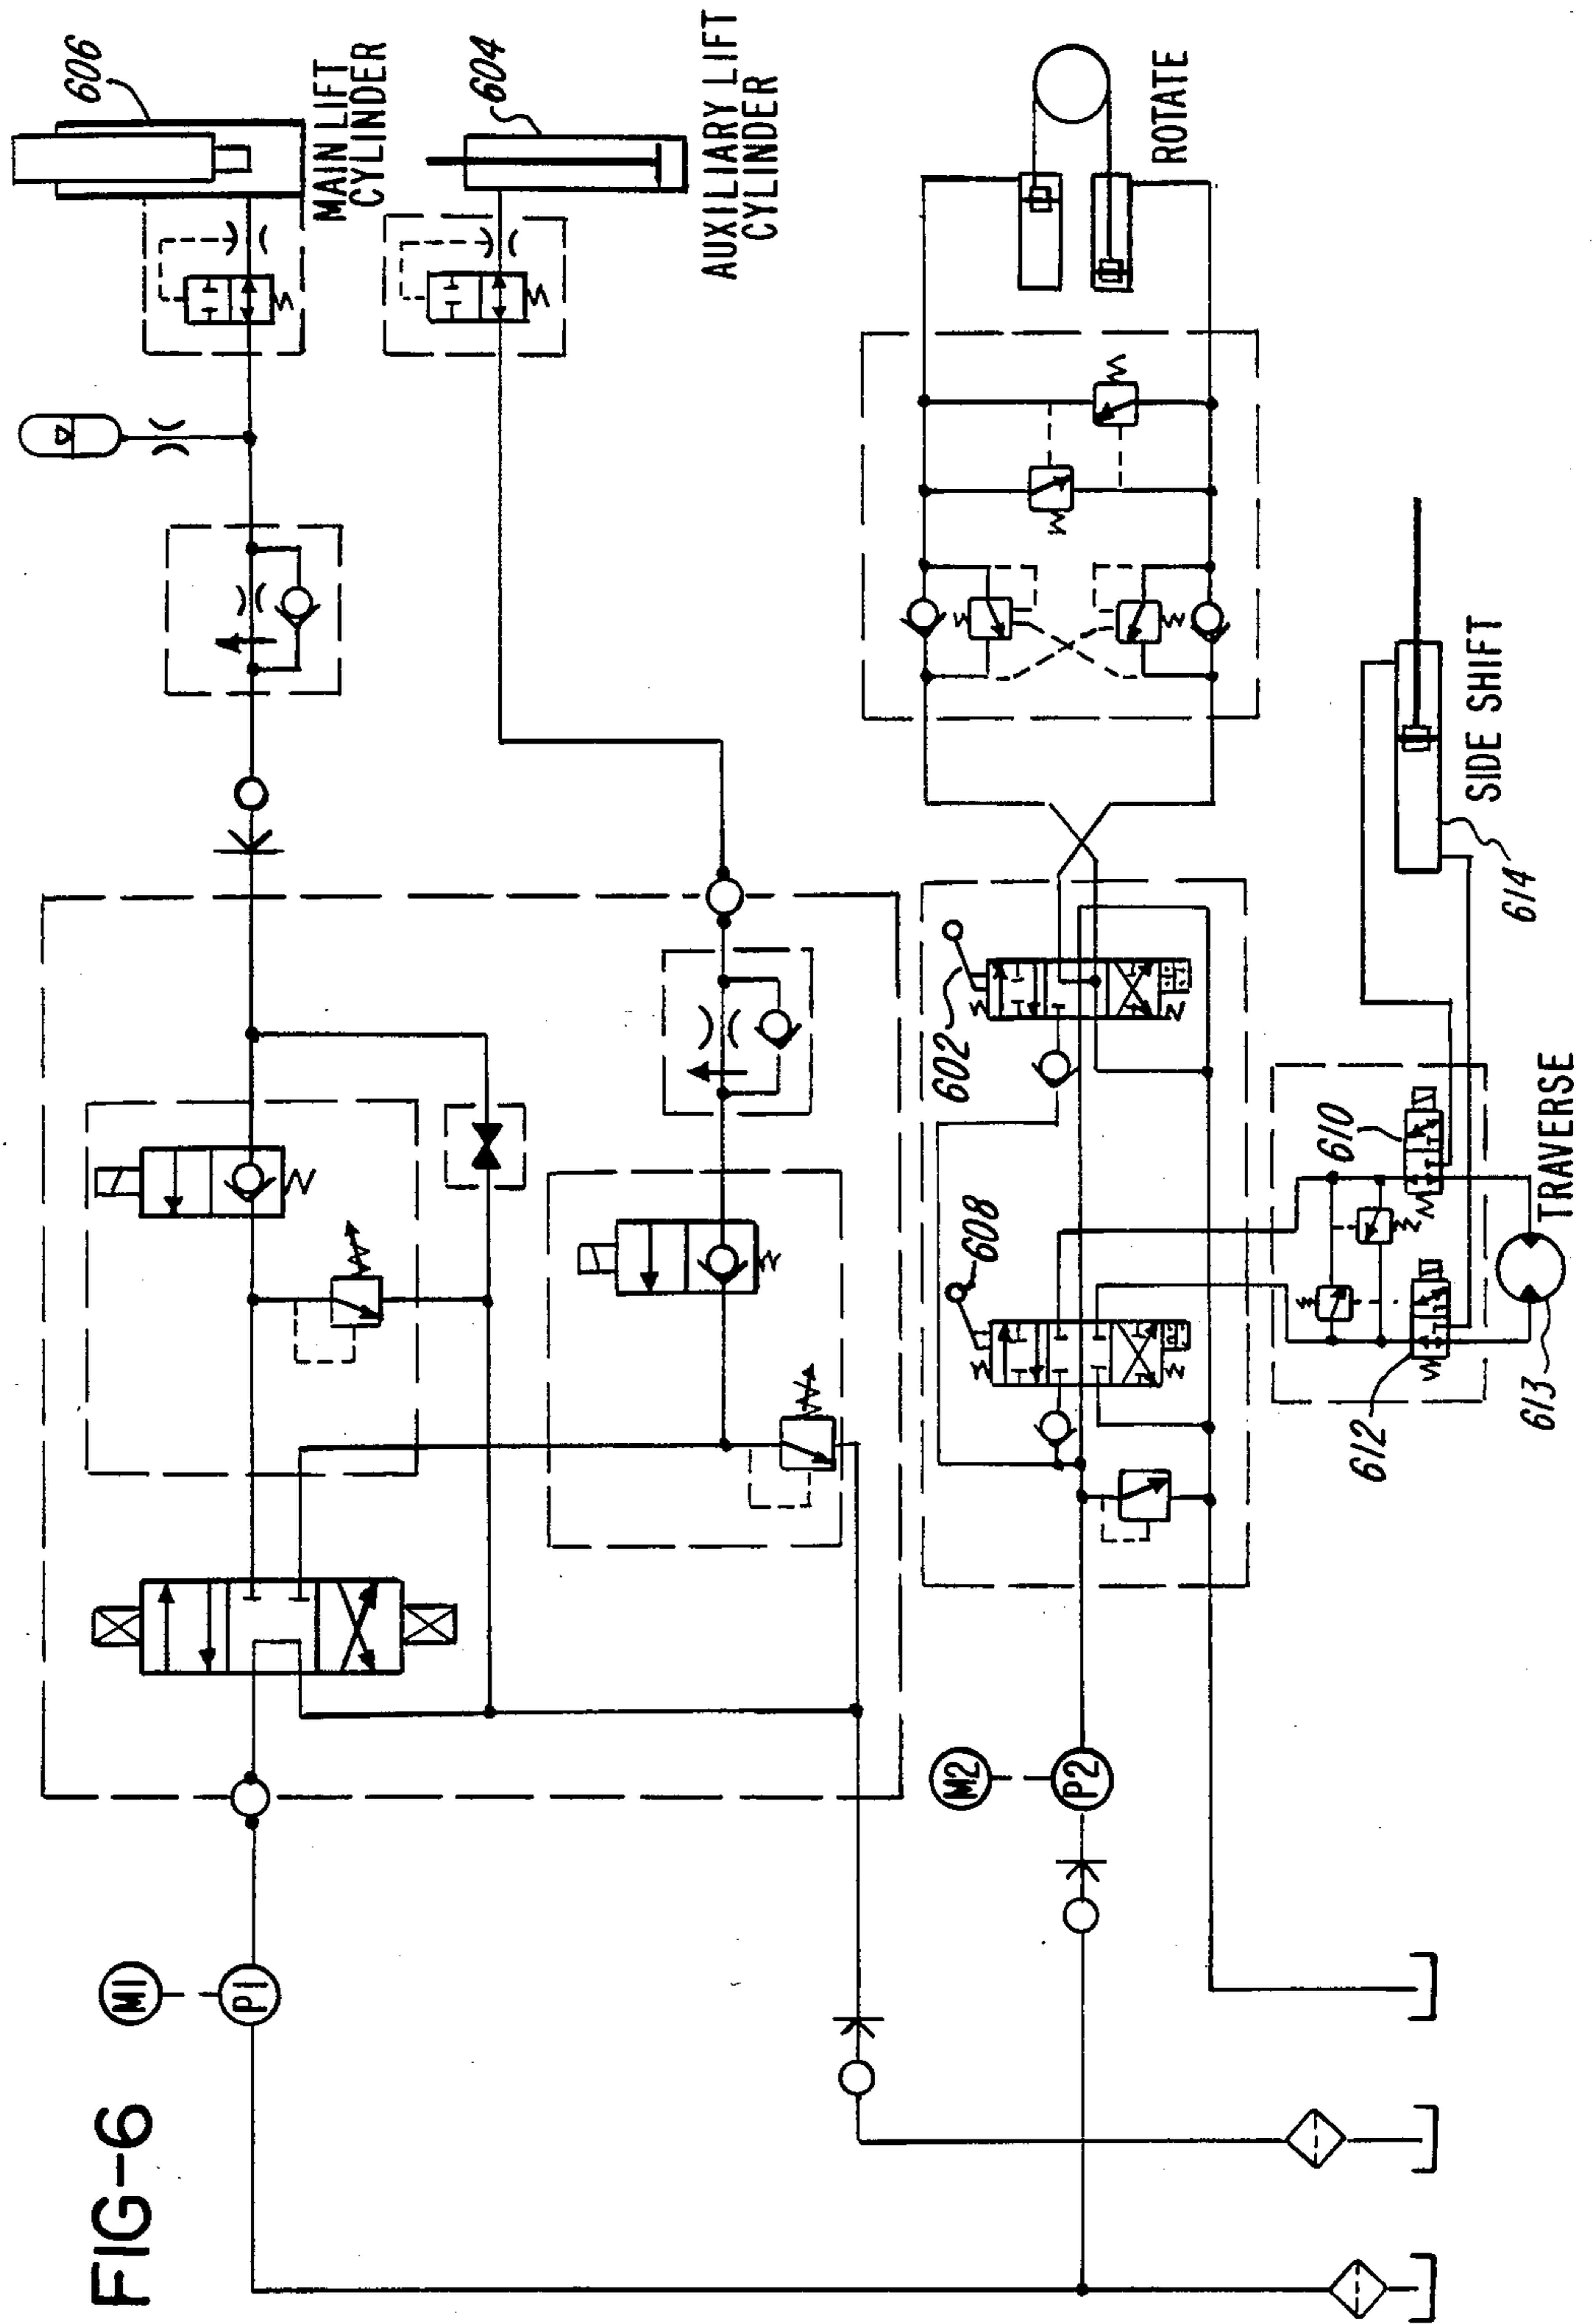 FIG-6
M1
P1
606
MAIN LIFT
CYLINDER
604
AUXILIARY LIFT
CYLINDER
M2
P2
602
608
ROTATE
610
612
613
TRAVERSE
614
SIDE SHIFT